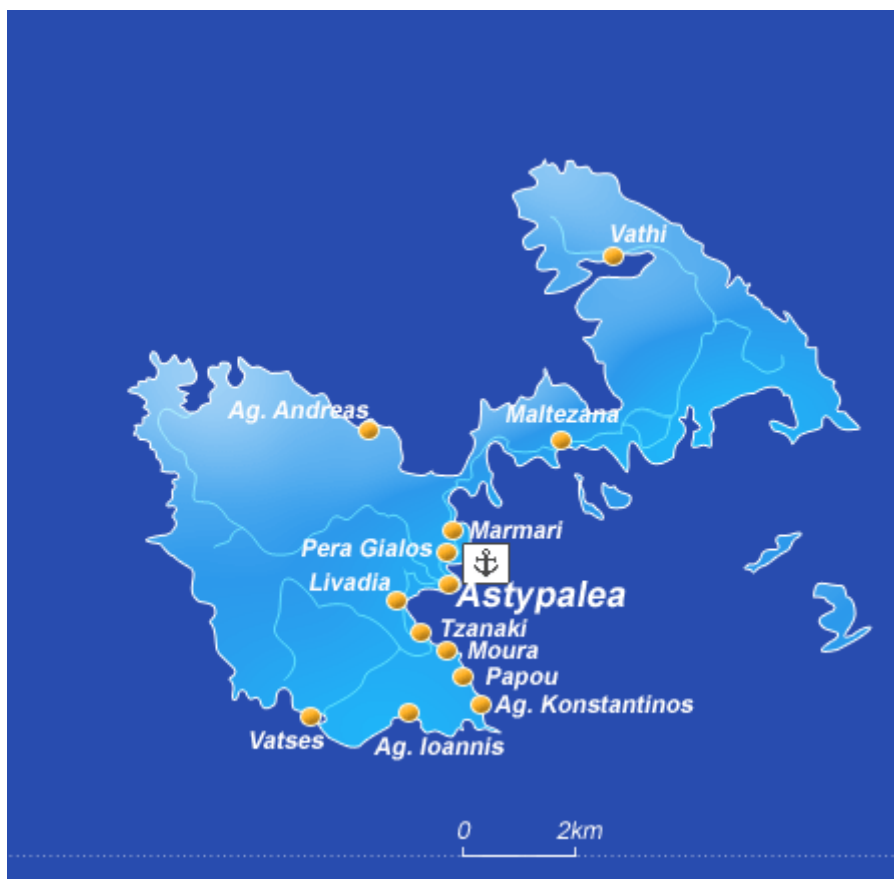 Vathi
Ag. Andreas
Maltezana
Marmari
Pera Gialos
Livadia
Astypalea
Tzanaki
Moura
Papou
Ag. Konstantinos
Vatses
Ag. Ioannis
0 2km